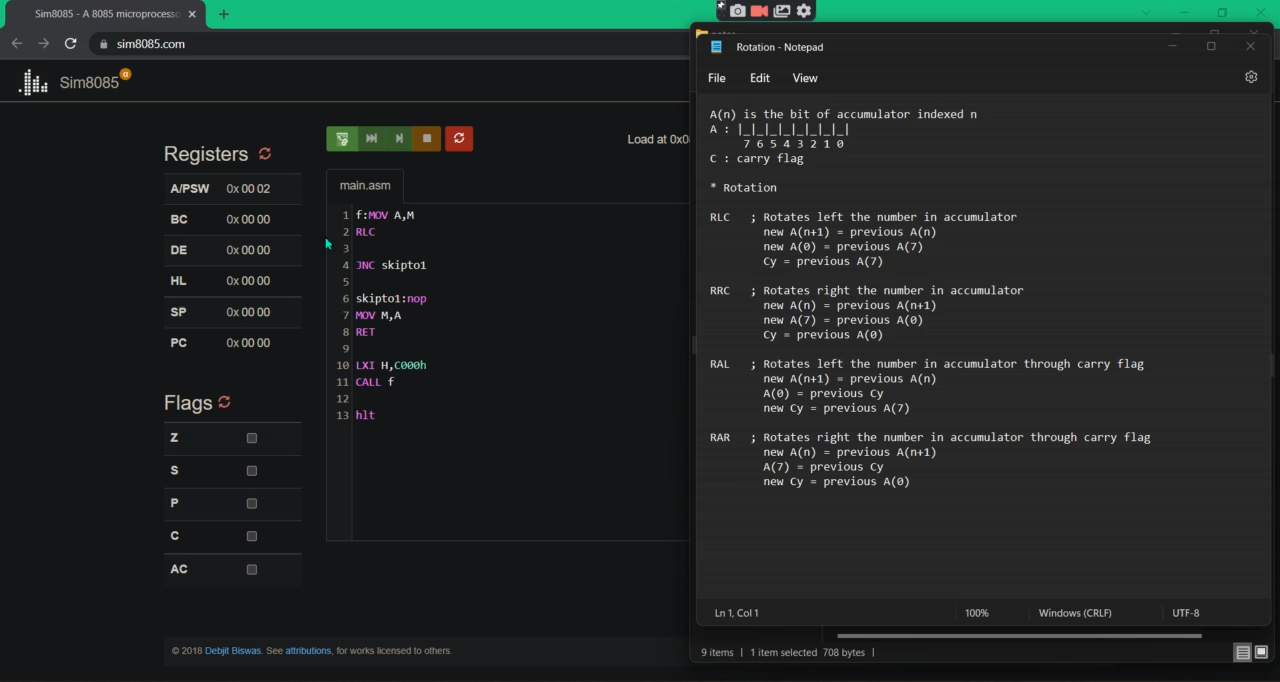 Sim8085 - A 8085 microprocesso
sim8085.com
Sim8085 α
Registers
A/PSW 0x 00 02
BC 0x 00 00
DE 0x 00 00
HL 0x 00 00
SP 0x 00 00
PC 0x 00 00
Flags
Z
S
P
C
AC
Load at 0x0
main.asm
1 f:MOV A,M
2 RLC
3
4 JNC skipto1
5
6 skipto1:nop
7 MOV M,A
8 RET
9
10 LXI H,C000h
11 CALL f
12
13 hlt
© 2018 Debjit Biswas. See attributions, for works licensed to others.
Rotation - Notepad
File Edit View
A(n) is the bit of accumulator indexed n
A : |_|_|_|_|_|_|_|_|
7 6 5 4 3 2 1 0
C : carry flag
* Rotation
RLC ; Rotates left the number in accumulator
new A(n+1) = previous A(n)
new A(0) = previous A(7)
Cy = previous A(7)
RRC ; Rotates right the number in accumulator
new A(n) = previous A(n+1)
new A(7) = previous A(0)
Cy = previous A(0)
RAL ; Rotates left the number in accumulator through carry flag
new A(n+1) = previous A(n)
A(0) = previous Cy
new Cy = previous A(7)
RAR ; Rotates right the number in accumulator through carry flag
new A(n) = previous A(n+1)
A(7) = previous Cy
new Cy = previous A(0)
Ln 1, Col 1 100% Windows (CRLF) UTF-8
9 items | 1 item selected 708 bytes |